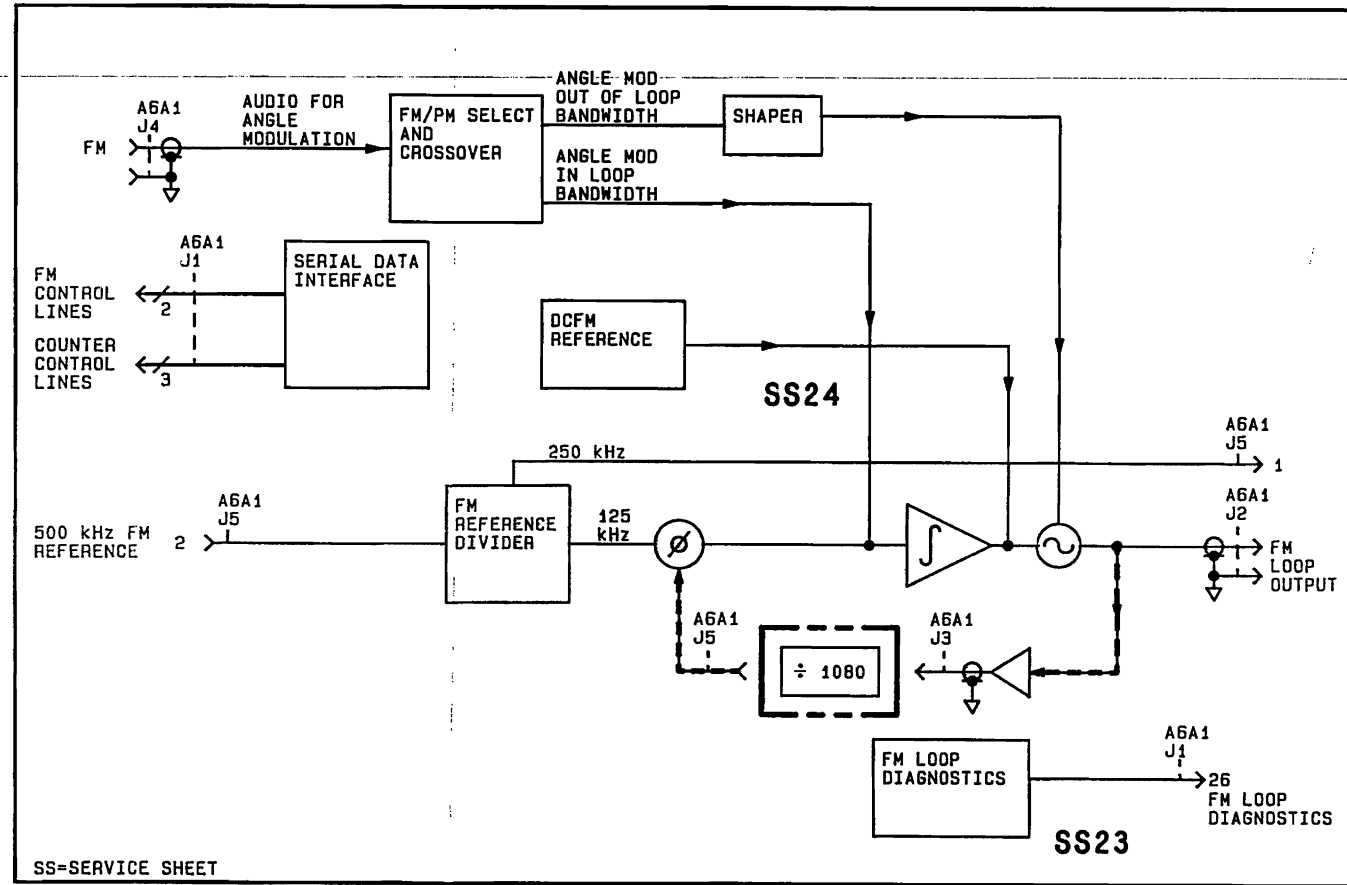 A6A1
J4
FM
AUDIO FOR
ANGLE
MODULATION
FM/PM SELECT
AND
CROSSOVER
ANGLE MOD
OUT OF LOOP
BANDWIDTH
SHAPER
ANGLE MOD
IN LOOP
BANDWIDTH
A6A1
J1
FM
CONTROL
LINES
2
COUNTER
CONTROL
LINES
3
SERIAL DATA
INTERFACE
DCFM
REFERENCE
SS24
250 kHz
A6A1
J5
1
500 kHz FM
REFERENCE
2
A6A1
J5
FM
REFERENCE
DIVIDER
125
kHz
Ø
∫
A6A1
J2
FM
LOOP
OUTPUT
A6A1
J5
÷ 1080
A6A1
J3
FM LOOP
DIAGNOSTICS
A6A1
J1
26
FM LOOP
DIAGNOSTICS
SS23
SS=SERVICE SHEET